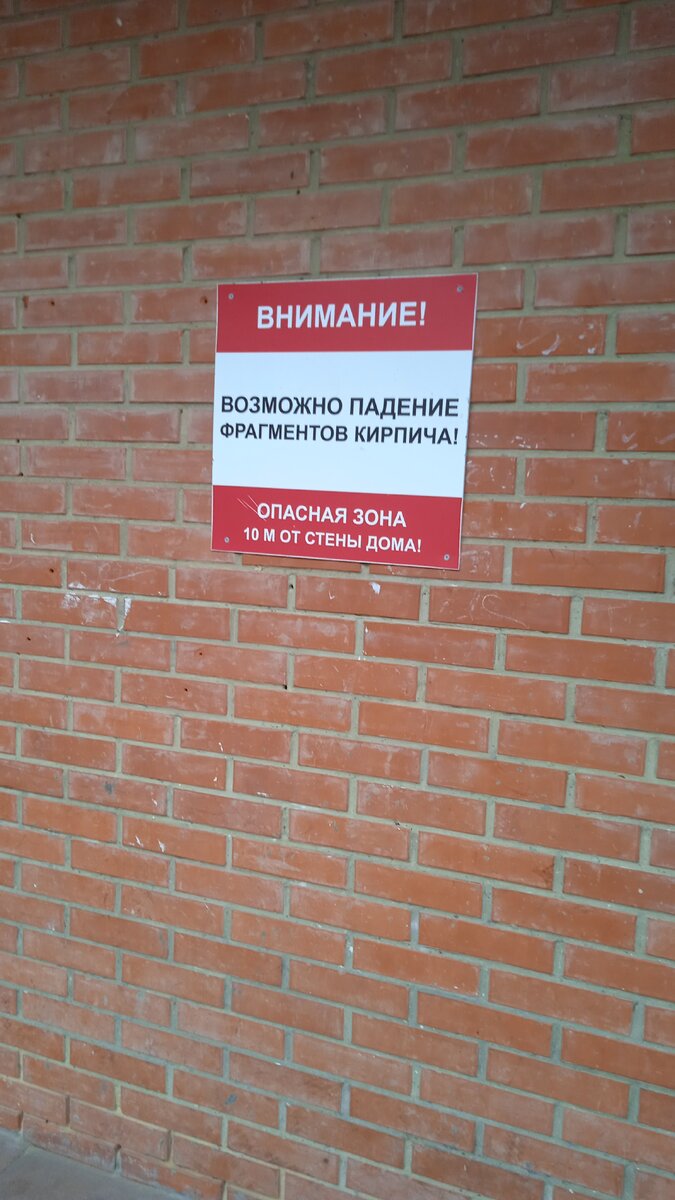 ВНИМАНИЕ!
ВОЗМОЖНО ПАДЕНИЕ
ФРАГМЕНТОВ КИРПИЧА!
ОПАСНАЯ ЗОНА
10 М ОТ СТЕНЫ ДОМА!